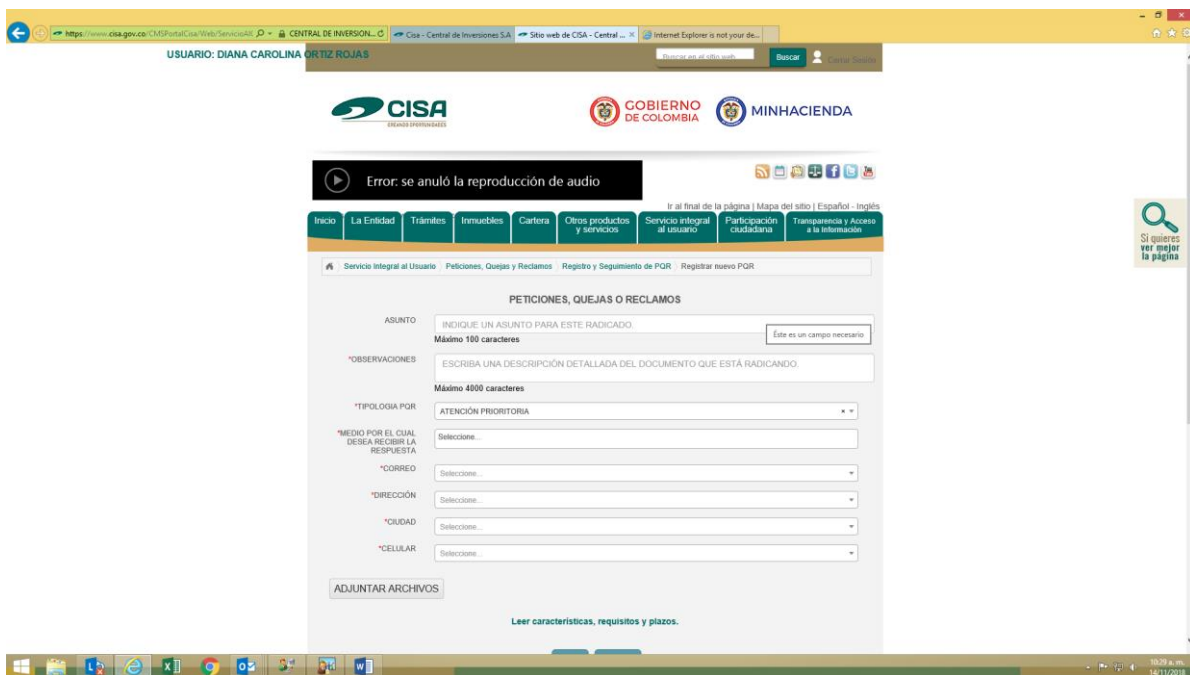 https://www.cisa.gov.co/CMSPortalCisa/Web/ServicioAlt
CENTRAL DE INVERSION...
Cisa - Central de Inversiones S.A
Sitio web de CISA - Central ...
Internet Explorer is not your de...
USUARIO: DIANA CAROLINA ORTIZ ROJAS
Buscar en el sitio web
Buscar
Cerrar Sesión
CISA
CREANDO OPORTUNIDADES
GOBIERNO
DE COLOMBIA
MINHACIENDA
Error: se anuló la reproducción de audio
Ir al final de la página | Mapa del sitio | Español - Inglés
Inicio
La Entidad
Trámites
Inmuebles
Cartera
Otros productos
y servicios
Servicio integral
al usuario
Participación
ciudadana
Transparencia y Acceso
a la Información
Si quieres
ver mejor
la página
Servicio Integral al Usuario
Peticiones, Quejas y Reclamos
Registro y Seguimiento de PQR
Registrar nuevo PQR
PETICIONES, QUEJAS O RECLAMOS
ASUNTO
INDIQUE UN ASUNTO PARA ESTE RADICADO.
Éste es un campo necesario
Máximo 100 caracteres
*OBSERVACIONES
ESCRIBA UNA DESCRIPCIÓN DETALLADA DEL DOCUMENTO QUE ESTÁ RADICANDO.
Máximo 4000 caracteres
*TIPOLOGIA PQR
ATENCIÓN PRIORITORIA
*MEDIO POR EL CUAL
DESEA RECIBIR LA
RESPUESTA
Seleccione...
*CORREO
Seleccione...
*DIRECCIÓN
Seleccione...
*CIUDAD
Seleccione...
*CELULAR
Seleccione...
ADJUNTAR ARCHIVOS
Leer características, requisitos y plazos.
10:29 a. m.
14/11/2018